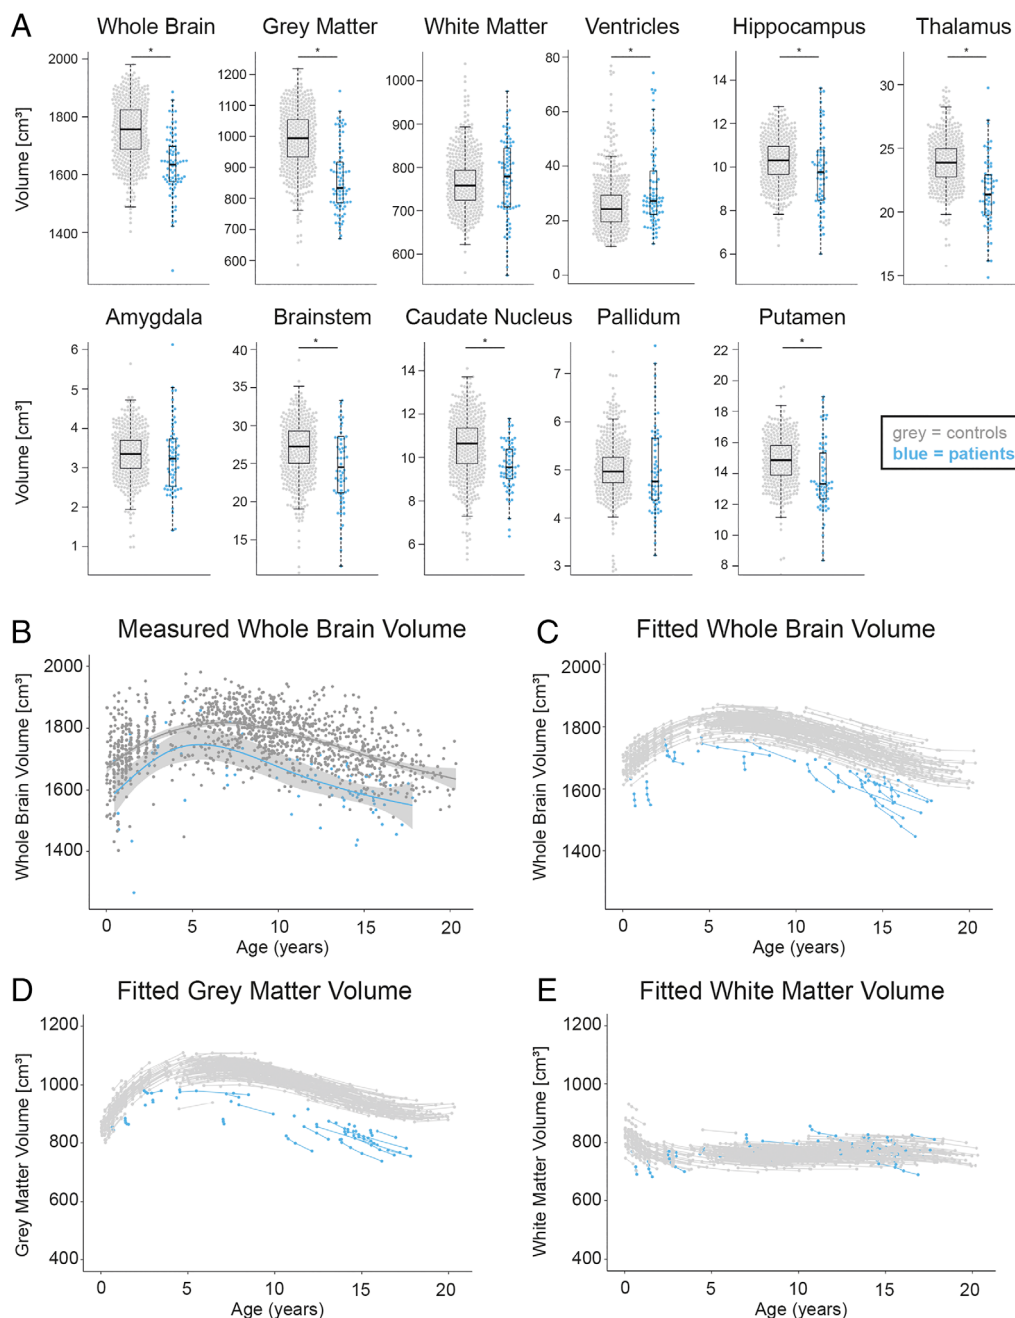 A
Whole Brain
Grey Matter
White Matter
Ventricles
Hippocampus
Thalamus
Volume [cm³]
2000
1800
1600
1400
*
1200
1100
1000
900
800
700
600
*
1000
900
800
700
600
80
60
40
20
0
*
14
12
10
8
6
*
30
25
20
15
*
Amygdala
Brainstem
Caudate Nucleus
Pallidum
Putamen
Volume [cm³]
6
5
4
3
2
1
40
35
30
25
20
15
*
14
12
10
8
6
*
7
6
5
4
3
22
20
18
16
14
12
10
8
*
grey = controls
blue = patients
B
Measured Whole Brain Volume
Whole Brain Volume [cm³]
2000
1800
1600
1400
0 5 10 15 20
Age (years)
C
Fitted Whole Brain Volume
Whole Brain Volume [cm³]
2000
1800
1600
1400
0 5 10 15 20
Age (years)
D
Fitted Grey Matter Volume
Grey Matter Volume [cm³]
1200
1000
800
600
400
0 5 10 15 20
Age (years)
E
Fitted White Matter Volume
White Matter Volume [cm³]
1200
1000
800
600
400
0 5 10 15 20
Age (years)